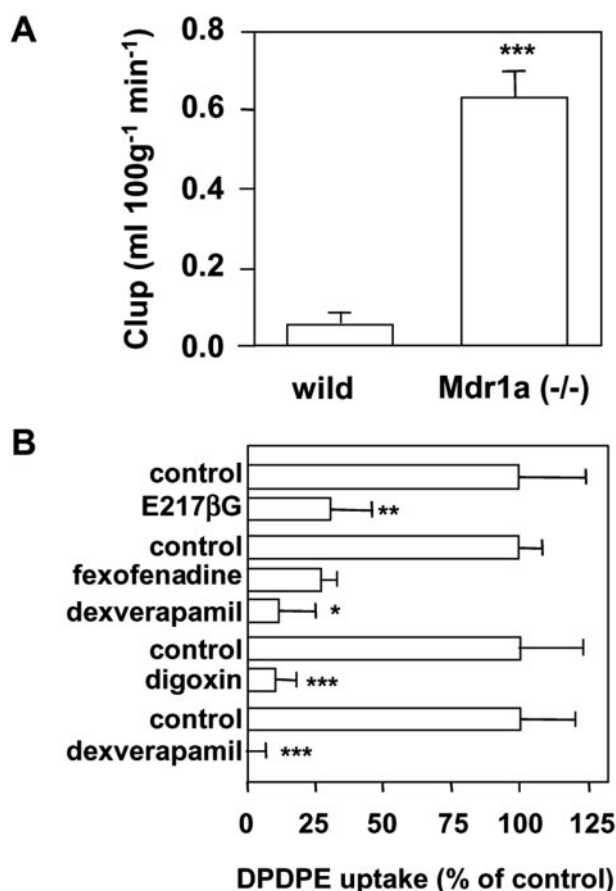 A
Clup (ml 100g⁻¹ min⁻¹)
0.8
0.6
0.4
0.2
0.0
***
wild
Mdr1a (-/-)
B
control
E217βG
**
control
fexofenadine
dexverapamil
*
control
digoxin
***
control
dexverapamil
***
0
25
50
75
100
125
DPDPE uptake (% of control)